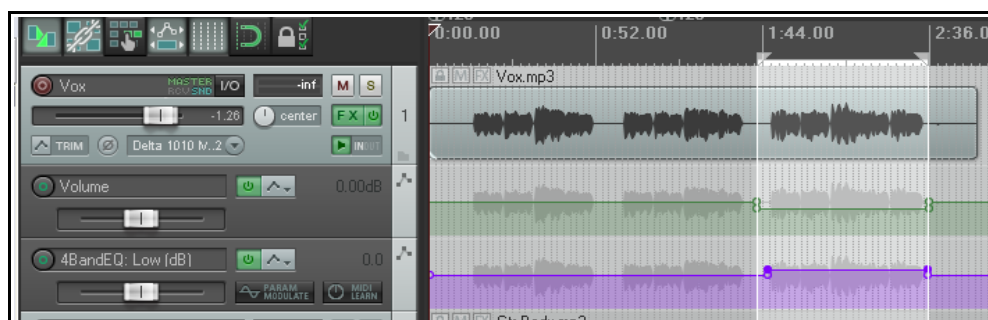 0:00.00 0:52.00 1:44.00 2:36.0
Vox MASTER I/O -inf M S
SND
-1.26 center FX 1
TRIM Delta 1010 M..2 IN
M FX Vox.mp3
Volume 0.00dB
4BandEQ: Low (dB) 0.0
PARAM MODULATE MIDI LEARN